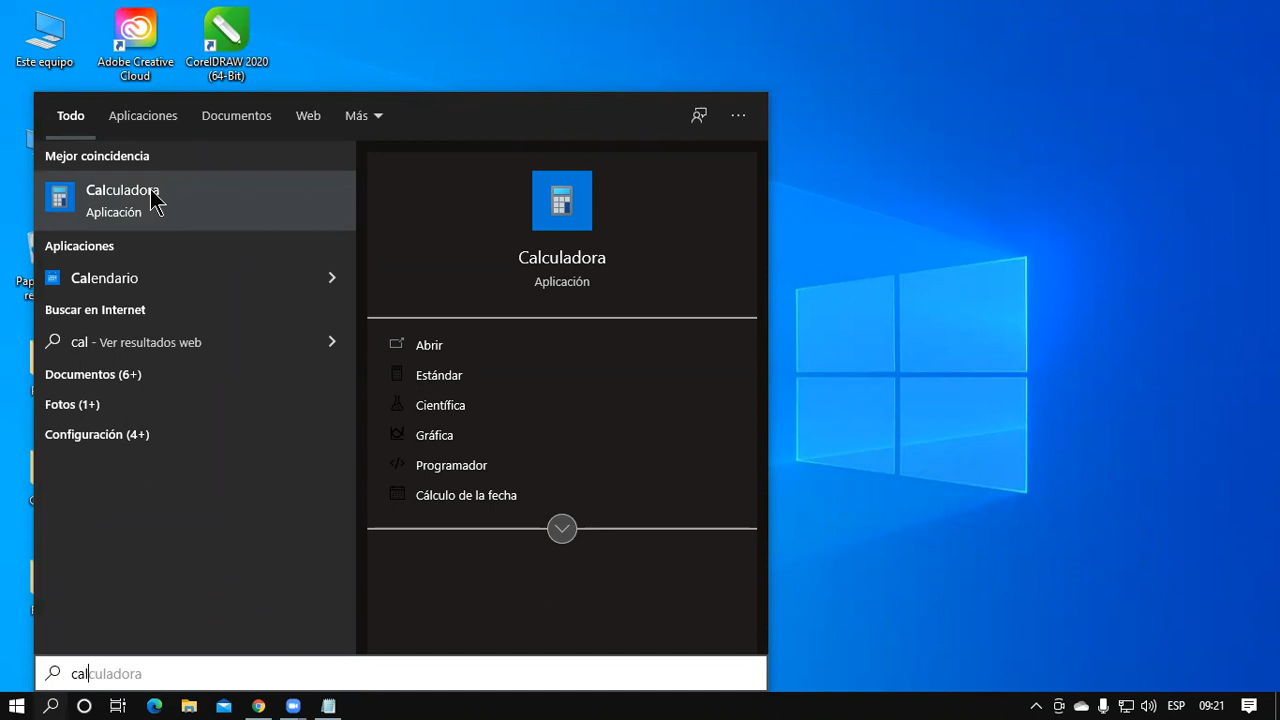 Este equipo
Adobe Creative
Cloud
CorelDRAW 2020
(64-Bit)
Todo
Aplicaciones
Documentos
Web
Más
Mejor coincidencia
Calculadora
Aplicación
Aplicaciones
Calendario
Buscar en Internet
cal - Ver resultados web
Documentos (6+)
Fotos (1+)
Configuración (4+)
Calculadora
Aplicación
Abrir
Estándar
Científica
Gráfica
Programador
Cálculo de la fecha
calculadora
ESP
09:21